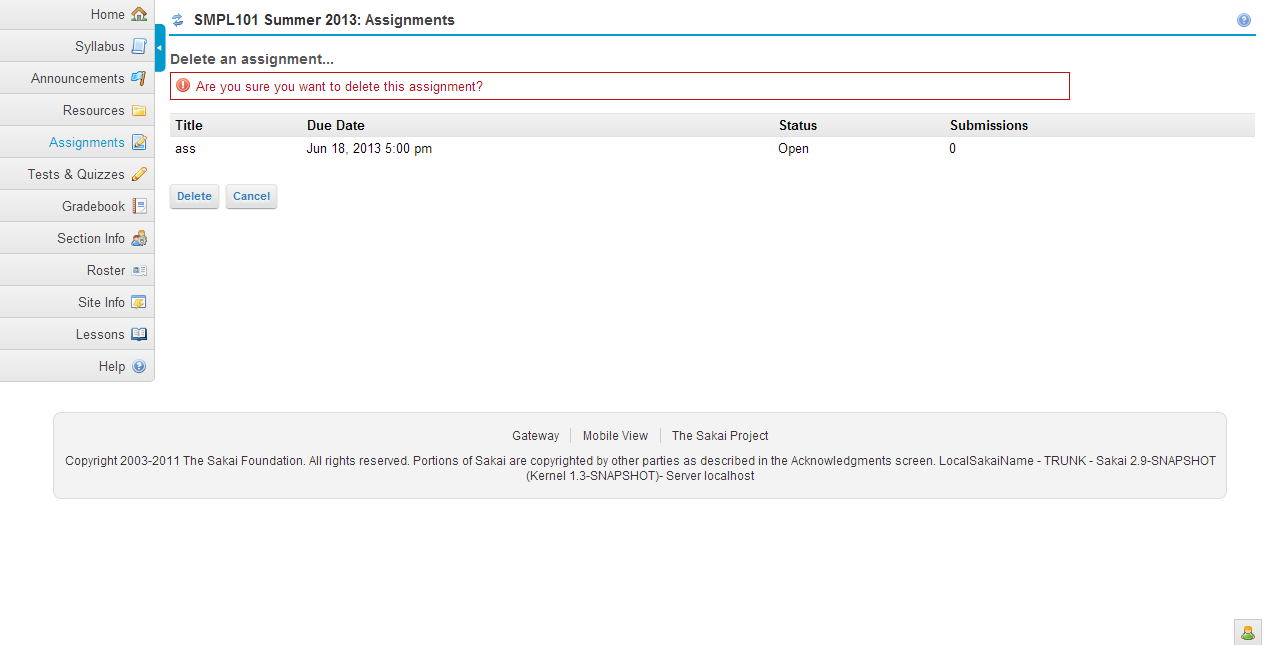 Home
Syllabus
Announcements
Resources
Assignments
Tests & Quizzes
Gradebook
Section Info
Roster
Site Info
Lessons
Help
SMPL101 Summer 2013: Assignments
Delete an assignment...
Are you sure you want to delete this assignment?
Title Due Date Status Submissions
ass Jun 18, 2013 5:00 pm Open 0
Delete Cancel
Gateway Mobile View The Sakai Project
Copyright 2003-2011 The Sakai Foundation. All rights reserved. Portions of Sakai are copyrighted by other parties as described in the Acknowledgments screen. LocalSakaiName - TRUNK - Sakai 2.9-SNAPSHOT
(Kernel 1.3-SNAPSHOT)- Server localhost